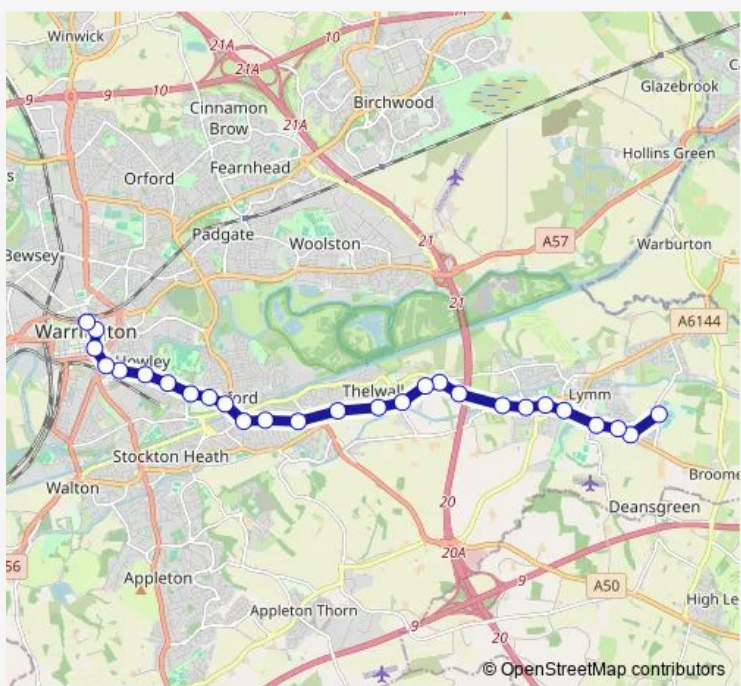 Winwick
21A
10
21A
9
9
10
Cinnamon
Brow
Birchwood
21A
Glazebrook
Fearnhead
Hollins Green
Orford
Padgate
Woolston
21
A57
Warburton
Bewsey
21
A6144
Warrington
Howley
Thelwall
Lymm
Stockton Heath
Walton
20
Broome
Deansgreen
56
20A
Appleton
9
A50
Appleton Thorn
High Le
9
20
© OpenStreetMap contributors